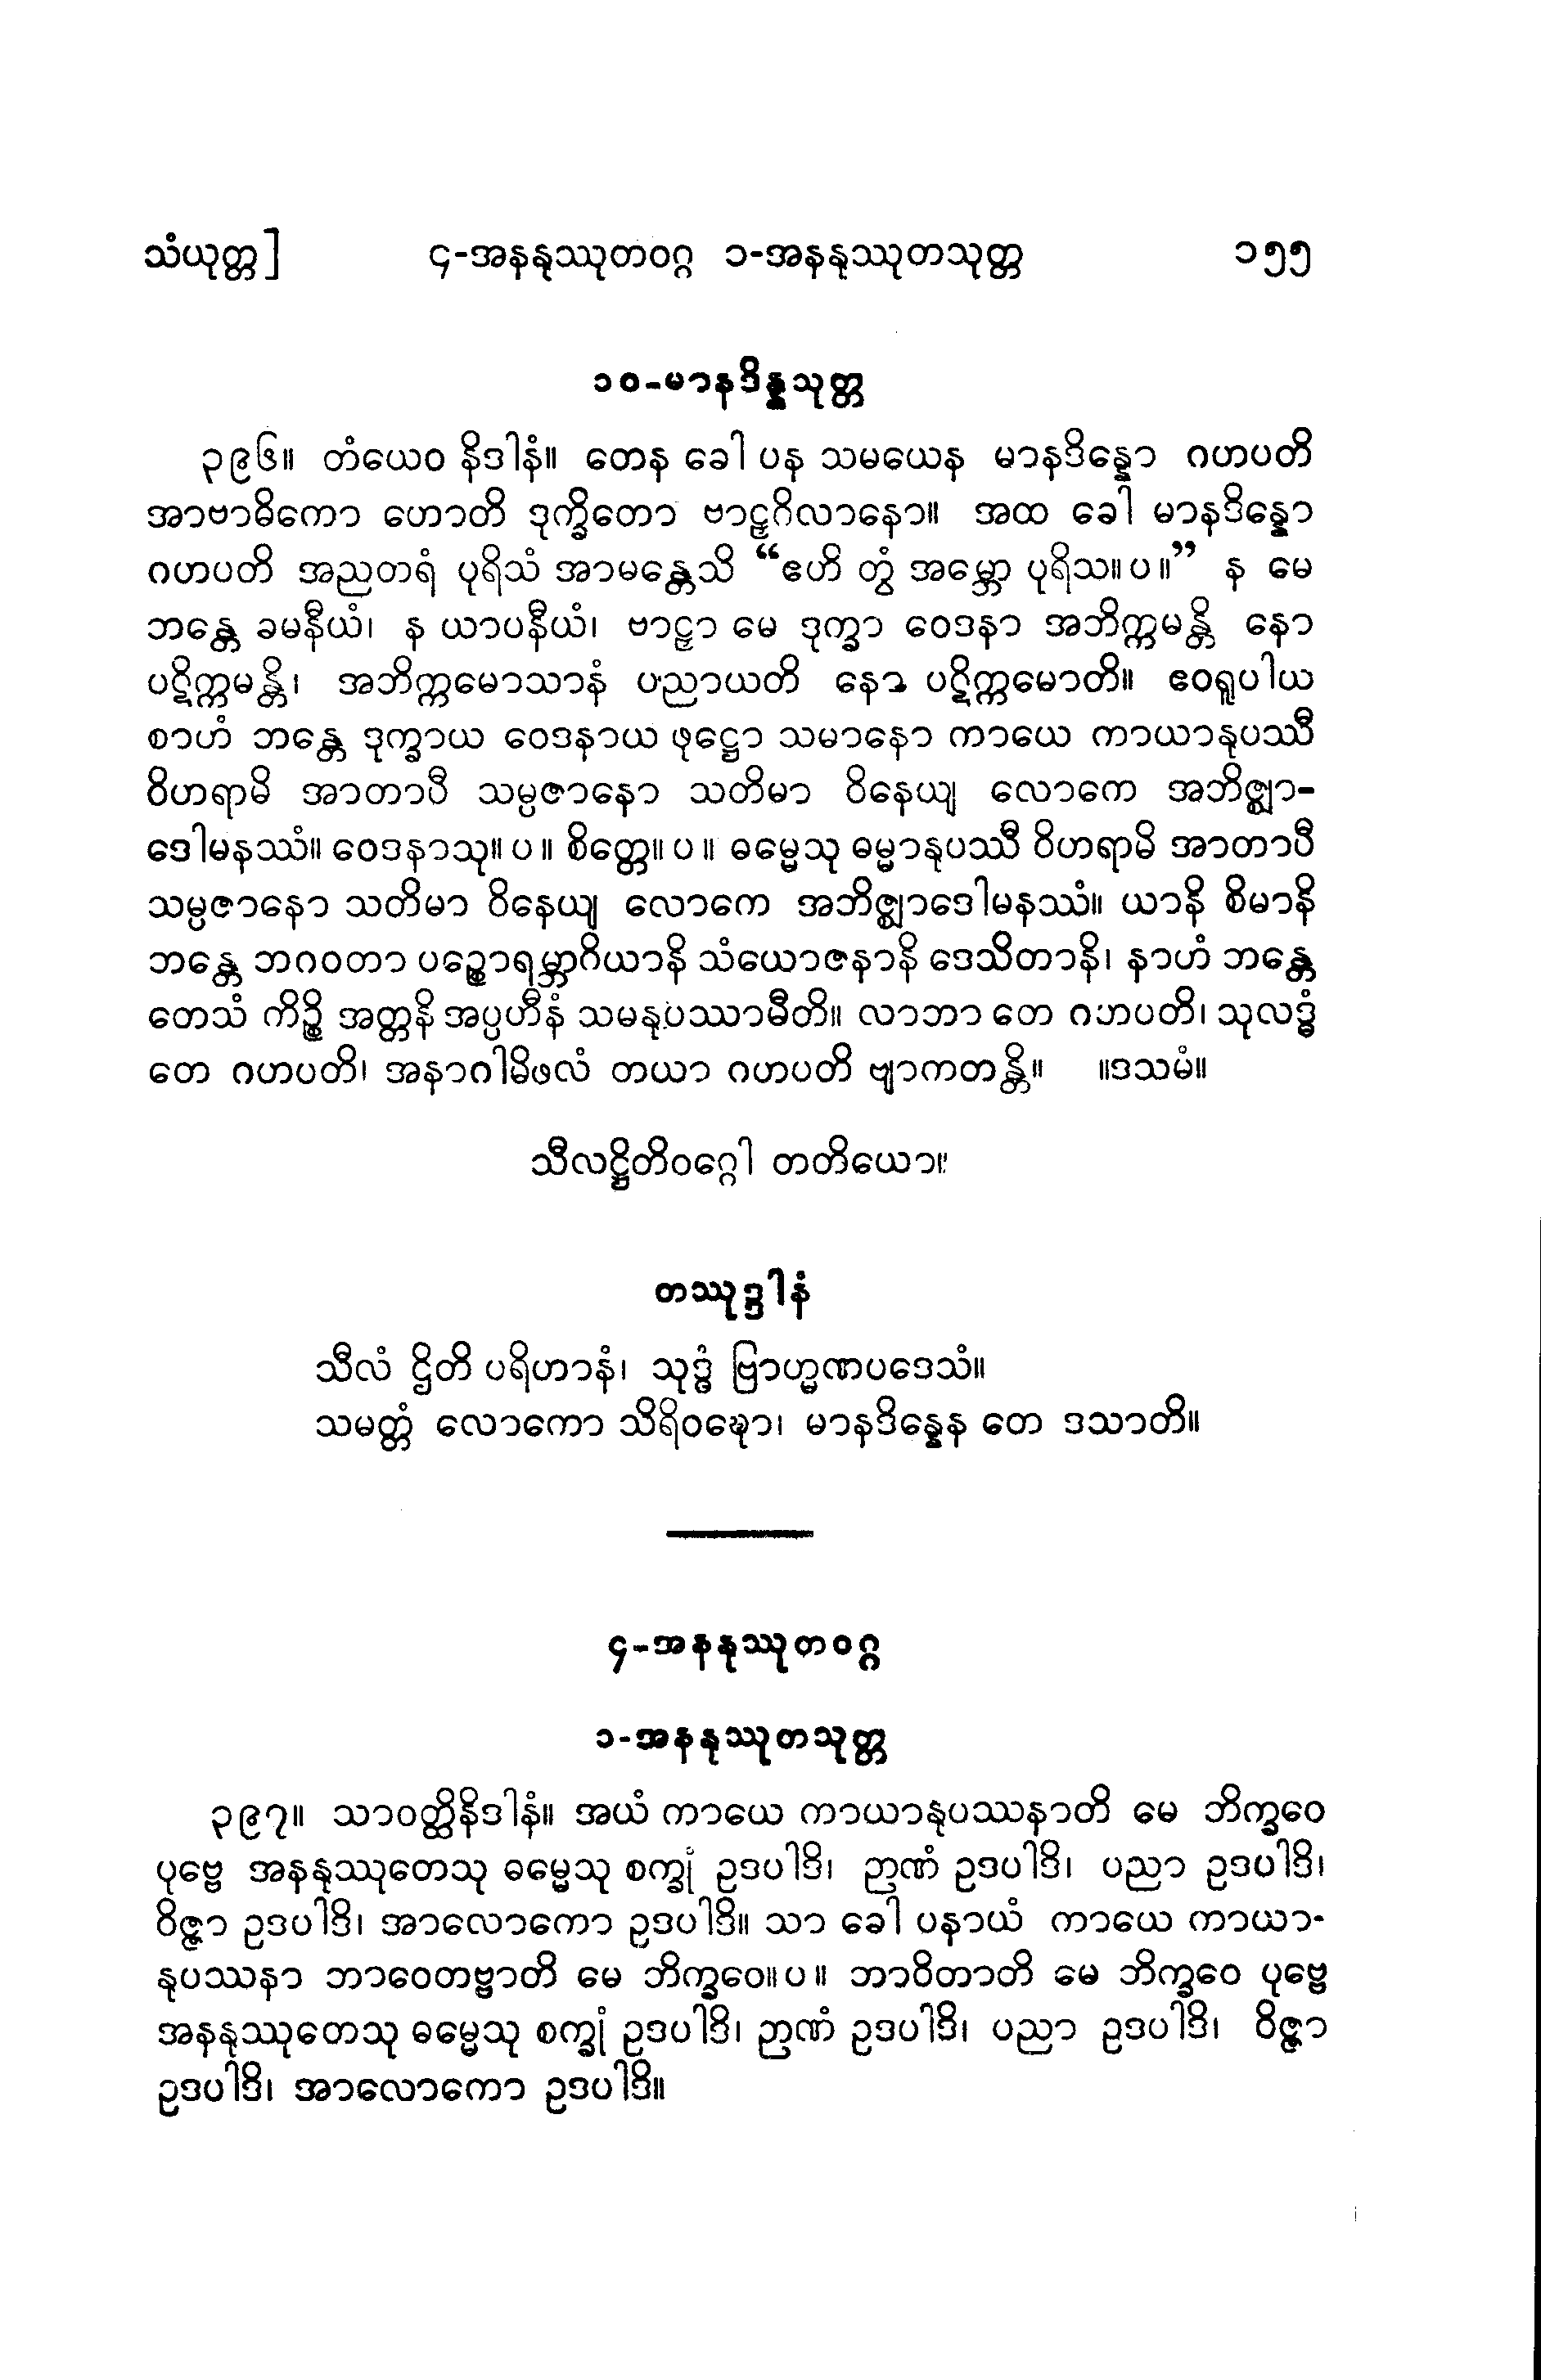 သံယုတ္တ] ၄-အနနုဿုတဝဂ္ဂ ၁-အနနုဿုတသုတ္တ ၁၅၅
၁၀-မာနဒိန္နသုတ္တ
၃၉၆။ တံယေဝ နိဒါနံ။ တေန ခေါ ပန သမယေန မာနဒိန္နော ဂဟပတိ
အာဗာဓိကော ဟောတိ ဒုက္ခိတော ဗာဠှဂိလာနော။ အထ ခေါ မာနဒိန္နော
ဂဟပတိ အညတရံ ပုရိသံ အာမန္တေသိ “ဧဟိ တွံ အမ္ဘော ပုရိသ။ပ။” န မေ
ဘန္တေ ခမနီယံ၊ န ယာပနီယံ၊ ဗာဠှာ မေ ဒုက္ခာ ဝေဒနာ အဘိက္ကမန္တိ နော
ပဋိက္ကမန္တိ၊ အဘိက္ကမောသာနံ ပညာယတိ နော ပဋိက္ကမောတိ။ ဧဝရူပါယ
စာဟံ ဘန္တေ ဒုက္ခာယ ဝေဒနာယ ဖုဋ္ဌော သမာနော ကာယေ ကာယာနုပဿီ
ဝိဟရာမိ အာတာပီ သမ္ပဇာနော သတိမာ ဝိနေယျ လောကေ အဘိဇ္ဈာ-
ဒေါမနဿံ။ ဝေဒနာသု။ပ။ စိတ္တေ။ပ။ ဓမ္မေသု ဓမ္မာနုပဿီ ဝိဟရာမိ အာတာပီ
သမ္ပဇာနော သတိမာ ဝိနေယျ လောကေ အဘိဇ္ဈာဒေါမနဿံ။ ယာနိ စိမာနိ
ဘန္တေ ဘဂဝတာ ပဉ္စောရမ္ဘာဂိယာနိ သံယောဇနာနိ ဒေသိတာနိ၊ နာဟံ ဘန္တေ
တေသံ ကိဉ္စိ အတ္တနိ အပ္ပဟီနံ သမနုပဿာမီတိ။ လာဘာ တေ ဂဟပတိ၊ သုလဒ္ဓံ
တေ ဂဟပတိ၊ အနာဂါမိဖလံ တယာ ဂဟပတိ ဗျာကတန္တိ။ ။ဒသမံ။
သီလဋ္ဌိတိဝဂ္ဂေါ တတိယော။
တဿုဒ္ဒါနံ
သီလံ ဌိတိ ပရိဟာနံ၊ သုဒ္ဓံ ဗြာဟ္မဏပဒေသံ။
သမတ္တံ လောကော သိရိဝဍ္ဎော၊ မာနဒိန္နေန တေ ဒသာတိ။
၄-အနနုဿုတဝဂ္ဂ
၁-အနနုဿုတသုတ္တ
၃၉၇။ သာဝတ္ထိနိဒါနံ။ အယံ ကာယေ ကာယာနုပဿနာတိ မေ ဘိက္ခဝေ
ပုဗ္ဗေ အနနုဿုတေသု ဓမ္မေသု စက္ခုံ ဥဒပါဒိ၊ ဉာဏံ ဥဒပါဒိ၊ ပညာ ဥဒပါဒိ၊
ဝိဇ္ဇာ ဥဒပါဒိ၊ အာလောကော ဥဒပါဒိ။ သာ ခေါ ပနာယံ ကာယေ ကာယာ-
နုပဿနာ ဘာဝေတဗ္ဗာတိ မေ ဘိက္ခဝေ။ပ။ ဘာဝိတာတိ မေ ဘိက္ခဝေ ပုဗ္ဗေ
အနနုဿုတေသု ဓမ္မေသု စက္ခုံ ဥဒပါဒိ၊ ဉာဏံ ဥဒပါဒိ၊ ပညာ ဥဒပါဒိ၊ ဝိဇ္ဇာ
ဥဒပါဒိ၊ အာလောကော ဥဒပါဒိ။